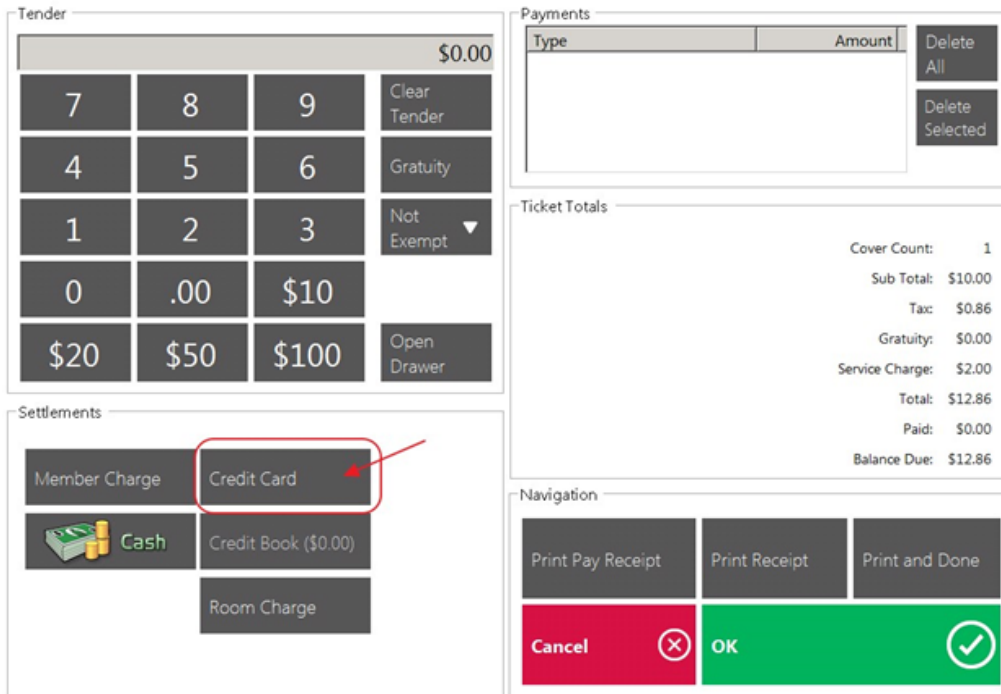 Tender
$0.00
7 8 9 Clear
Tender
4 5 6 Gratuity
1 2 3 Not
Exempt
0 .00 $10
$20 $50 $100 Open
Drawer
Settlements
Member Charge Credit Card
Cash Credit Book ($0.00)
Room Charge
Payments
Type Amount
Delete
All
Delete
Selected
Ticket Totals
Cover Count: 1
Sub Total: $10.00
Tax: $0.86
Gratuity: $0.00
Service Charge: $2.00
Total: $12.86
Paid: $0.00
Balance Due: $12.86
Navigation
Print Pay Receipt Print Receipt Print and Done
Cancel OK